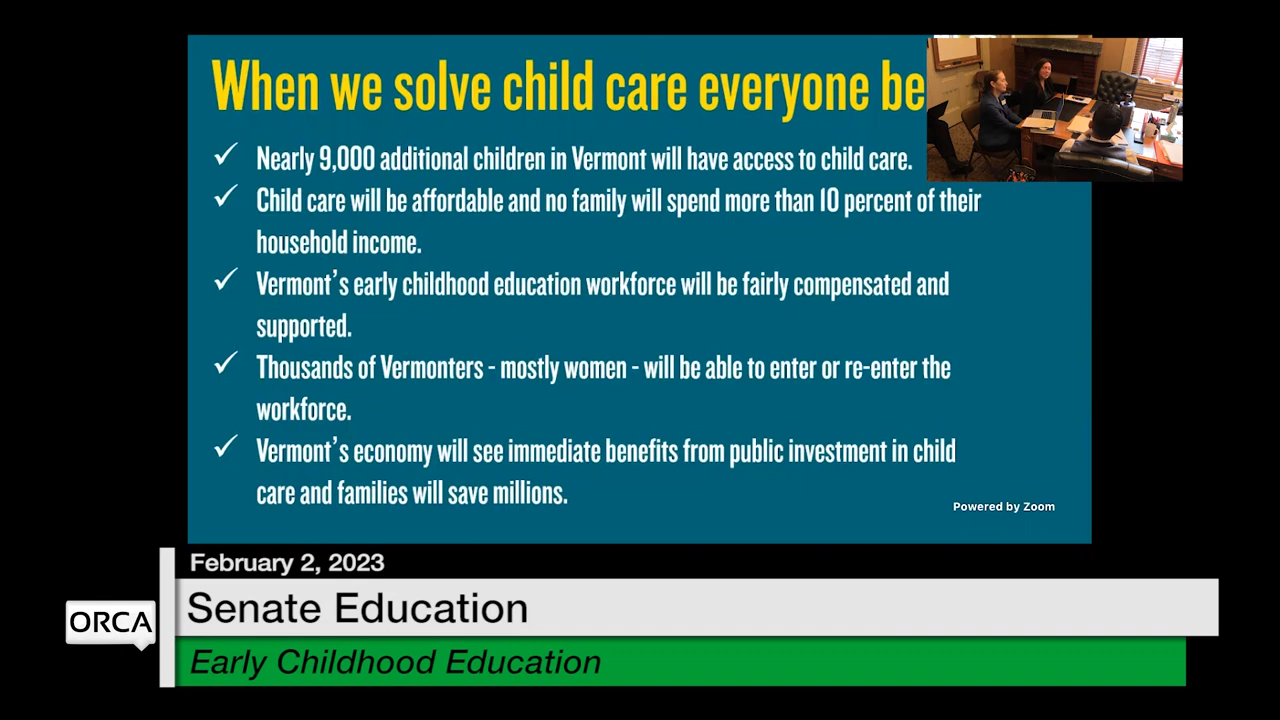 When we solve child care everyone be
✓ Nearly 9,000 additional children in Vermont will have access to child care.
✓ Child care will be affordable and no family will spend more than 10 percent of their
household income.
✓ Vermont's early childhood education workforce will be fairly compensated and
supported.
✓ Thousands of Vermonters - mostly women - will be able to enter or re-enter the
workforce.
✓ Vermont's economy will see immediate benefits from public investment in child
care and families will save millions.
Powered by Zoom
February 2, 2023
Senate Education
ORCA
Early Childhood Education